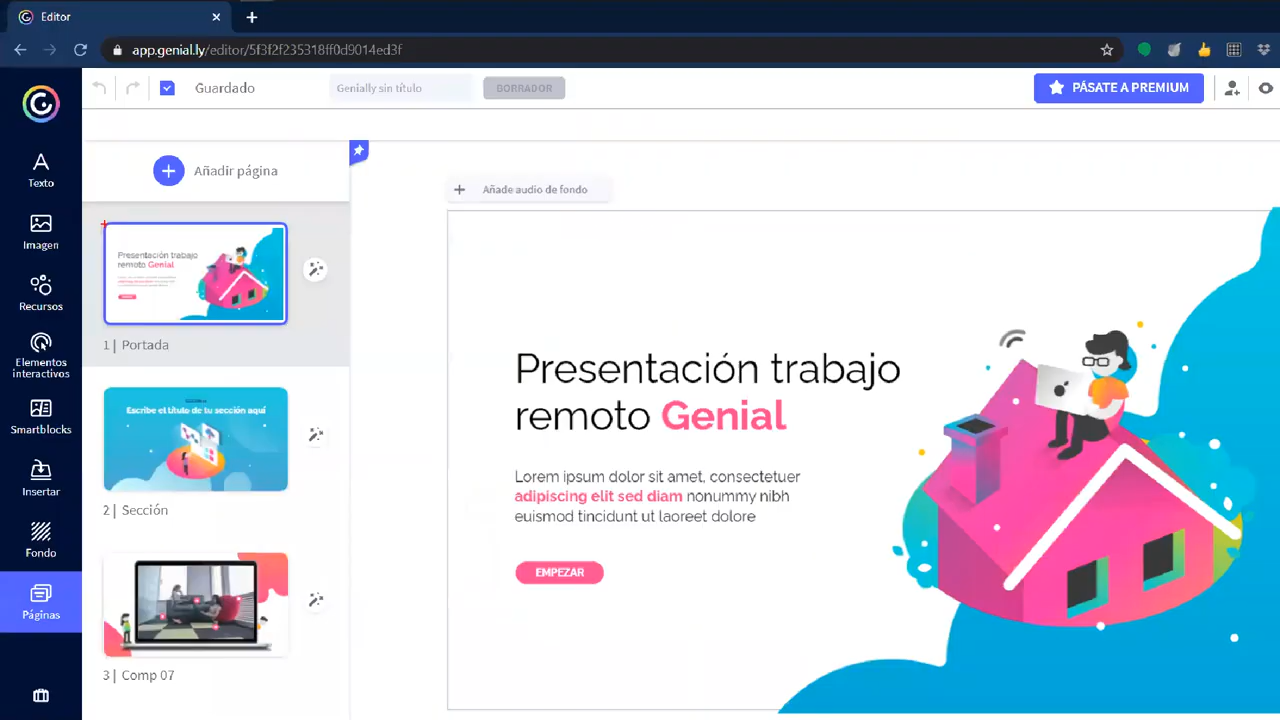 Editor
app.genial.ly/editor/5f3f2f235318ff0d9014ed3f
Guardado
Genially sin título
BORRADOR
PÁSATE A PREMIUM
Texto
Imagen
Recursos
Elementos
interactivos
Smartblocks
Insertar
Fondo
Páginas
Añadir página
Presentación trabajo
remoto Genial
1 | Portada
Escribe el título de tu sección aquí
2 | Sección
3 | Comp 07
Añade audio de fondo
Presentación trabajo
remoto Genial
Lorem ipsum dolor sit amet, consectetuer
adipiscing elit sed diam nonummy nibh
euismod tincidunt ut laoreet dolore
EMPEZAR